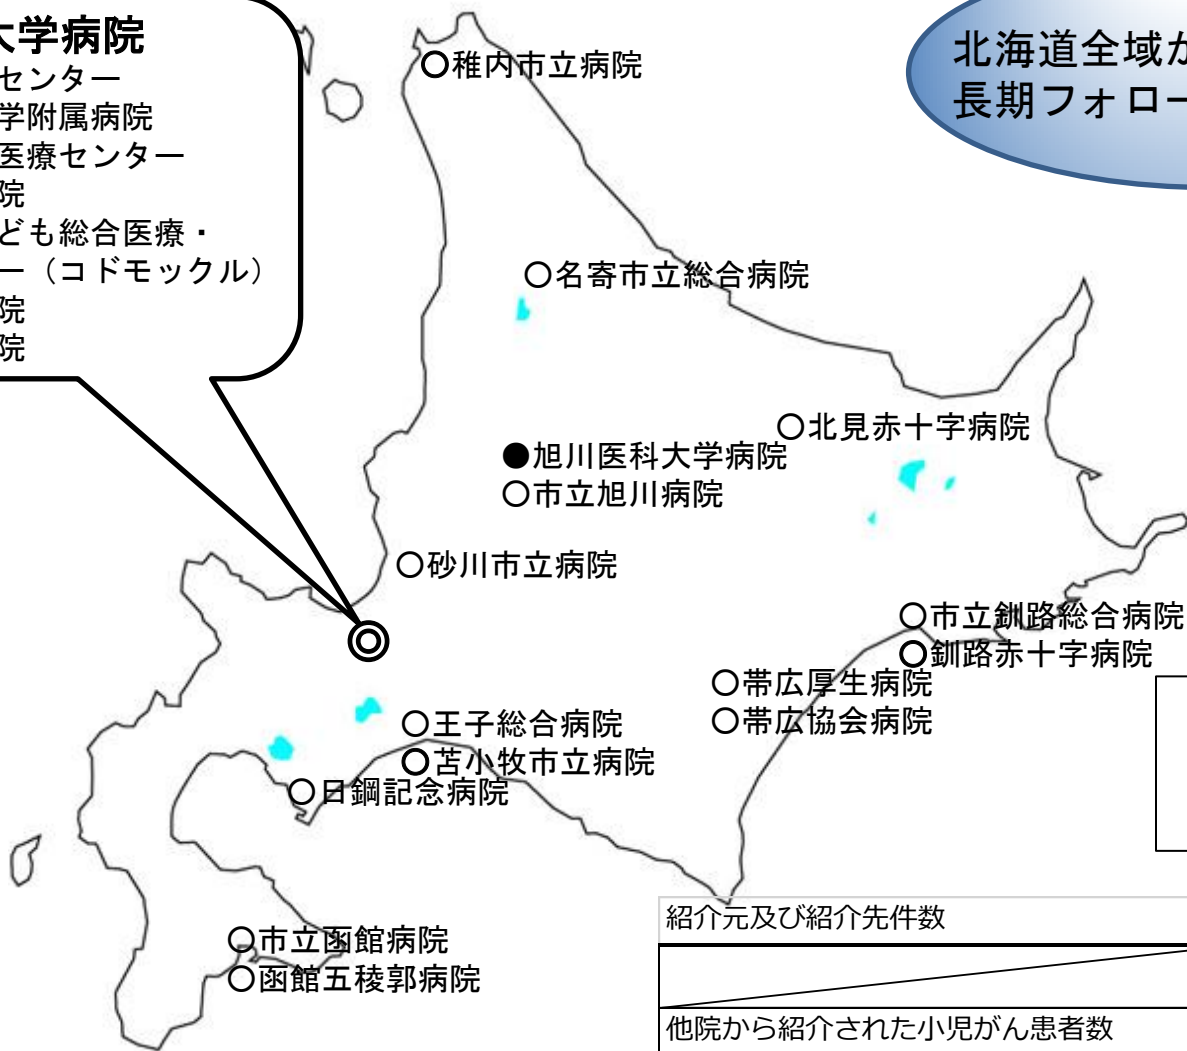 大学病院
センター
学附属病院
医療センター
院
ども総合医療・
ー（コドモックル）
院
院
北海道全域か
長期フォロー
○稚内市立病院
○名寄市立総合病院
○北見赤十字病院
●旭川医科大学病院
○市立旭川病院
○砂川市立病院
○市立釧路総合病院
○釧路赤十字病院
○帯広厚生病院
○帯広協会病院
○王子総合病院
○苫小牧市立病院
○日鋼記念病院
○市立函館病院
○函館五稜郭病院
紹介元及び紹介先件数
他院から紹介された小児がん患者数